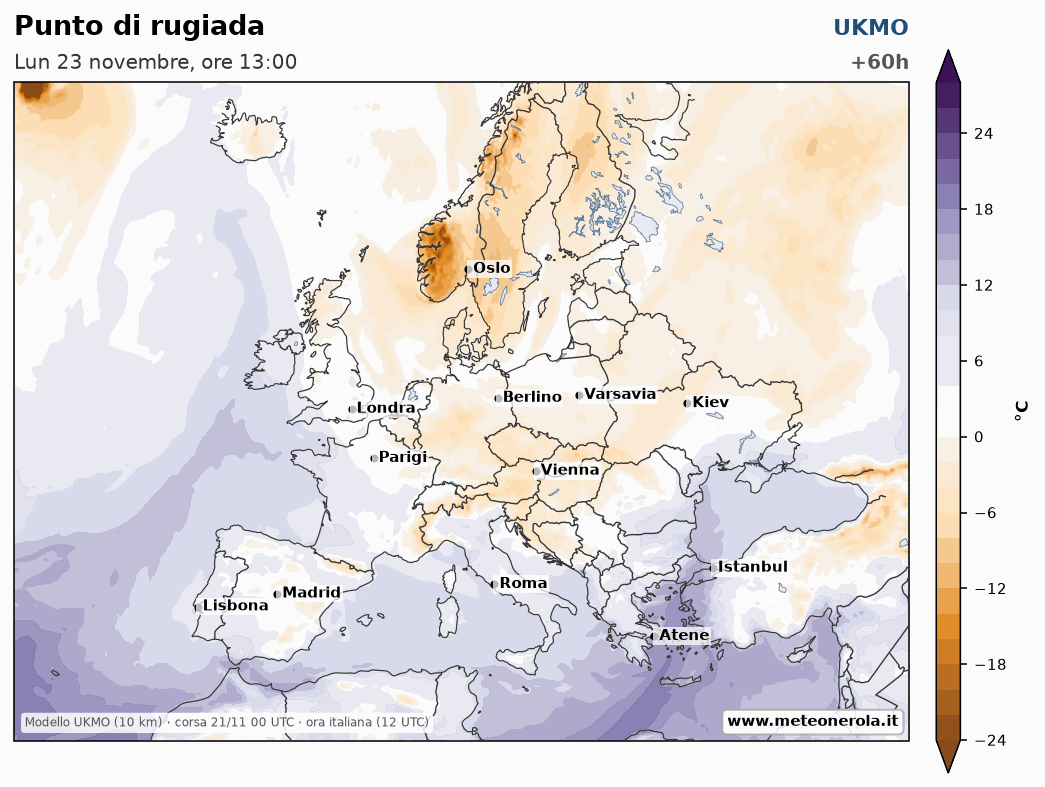 Punto di rugiada
UKMO
Lun 23 novembre, ore 13:00
+60h
24
18
12
6
0
−6
−12
−18
−24
°C
Oslo
Londra
Berlino
Varsavia
Kiev
Parigi
Vienna
Istanbul
Madrid
Roma
Lisbona
Atene
Modello UKMO (10 km) · corsa 21/11 00 UTC · ora italiana (12 UTC)
www.meteonerola.it